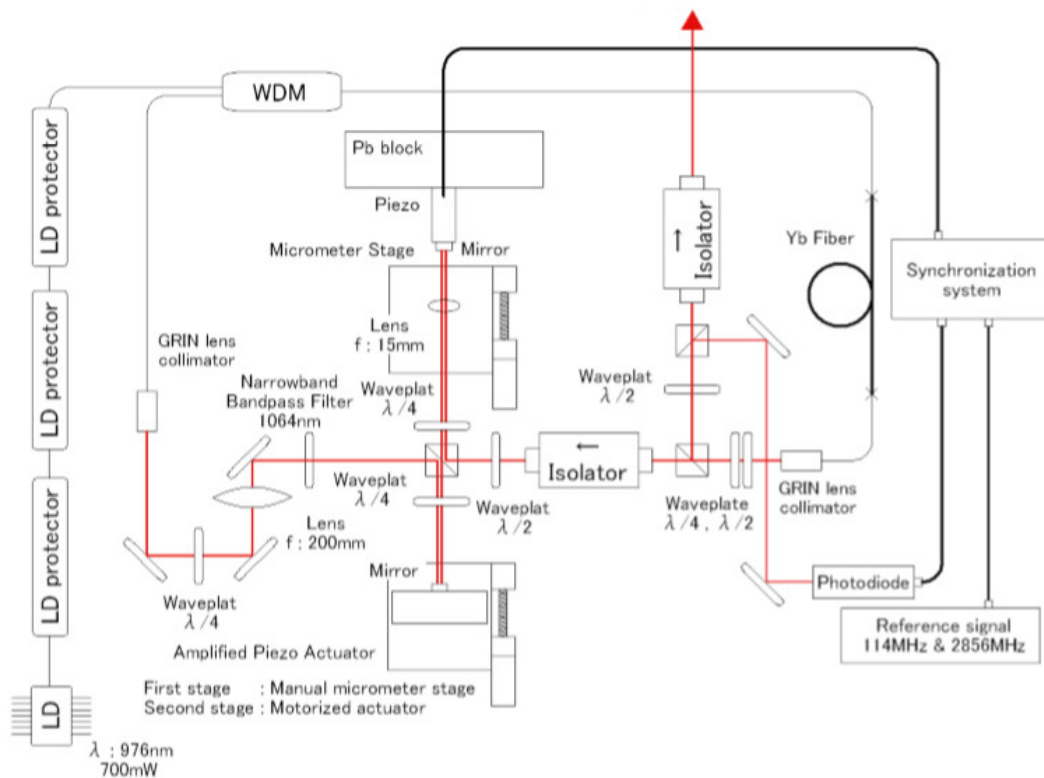 WDM
Pb block
Piezo
Micrometer Stage
Mirror
Lens
f : 15mm
LD protector
LD protector
LD protector
LD
λ : 976nm
700mW
GRIN lens
collimator
Narrowband
Bandpass Filter
1064nm
Waveplat
λ/4
Waveplat
λ/4
Lens
f : 200mm
Waveplat
λ/4
Mirror
Amplified Piezo Actuator
First stage : Manual micrometer stage
Second stage : Motorized actuator
Waveplat
λ/2
←
Isolator
→
Isolator
Waveplat
λ/2
Waveplate
λ/4 , λ/2
GRIN lens
collimator
Yb Fiber
Synchronization
system
Photodiode
Reference signal
114MHz & 2856MHz